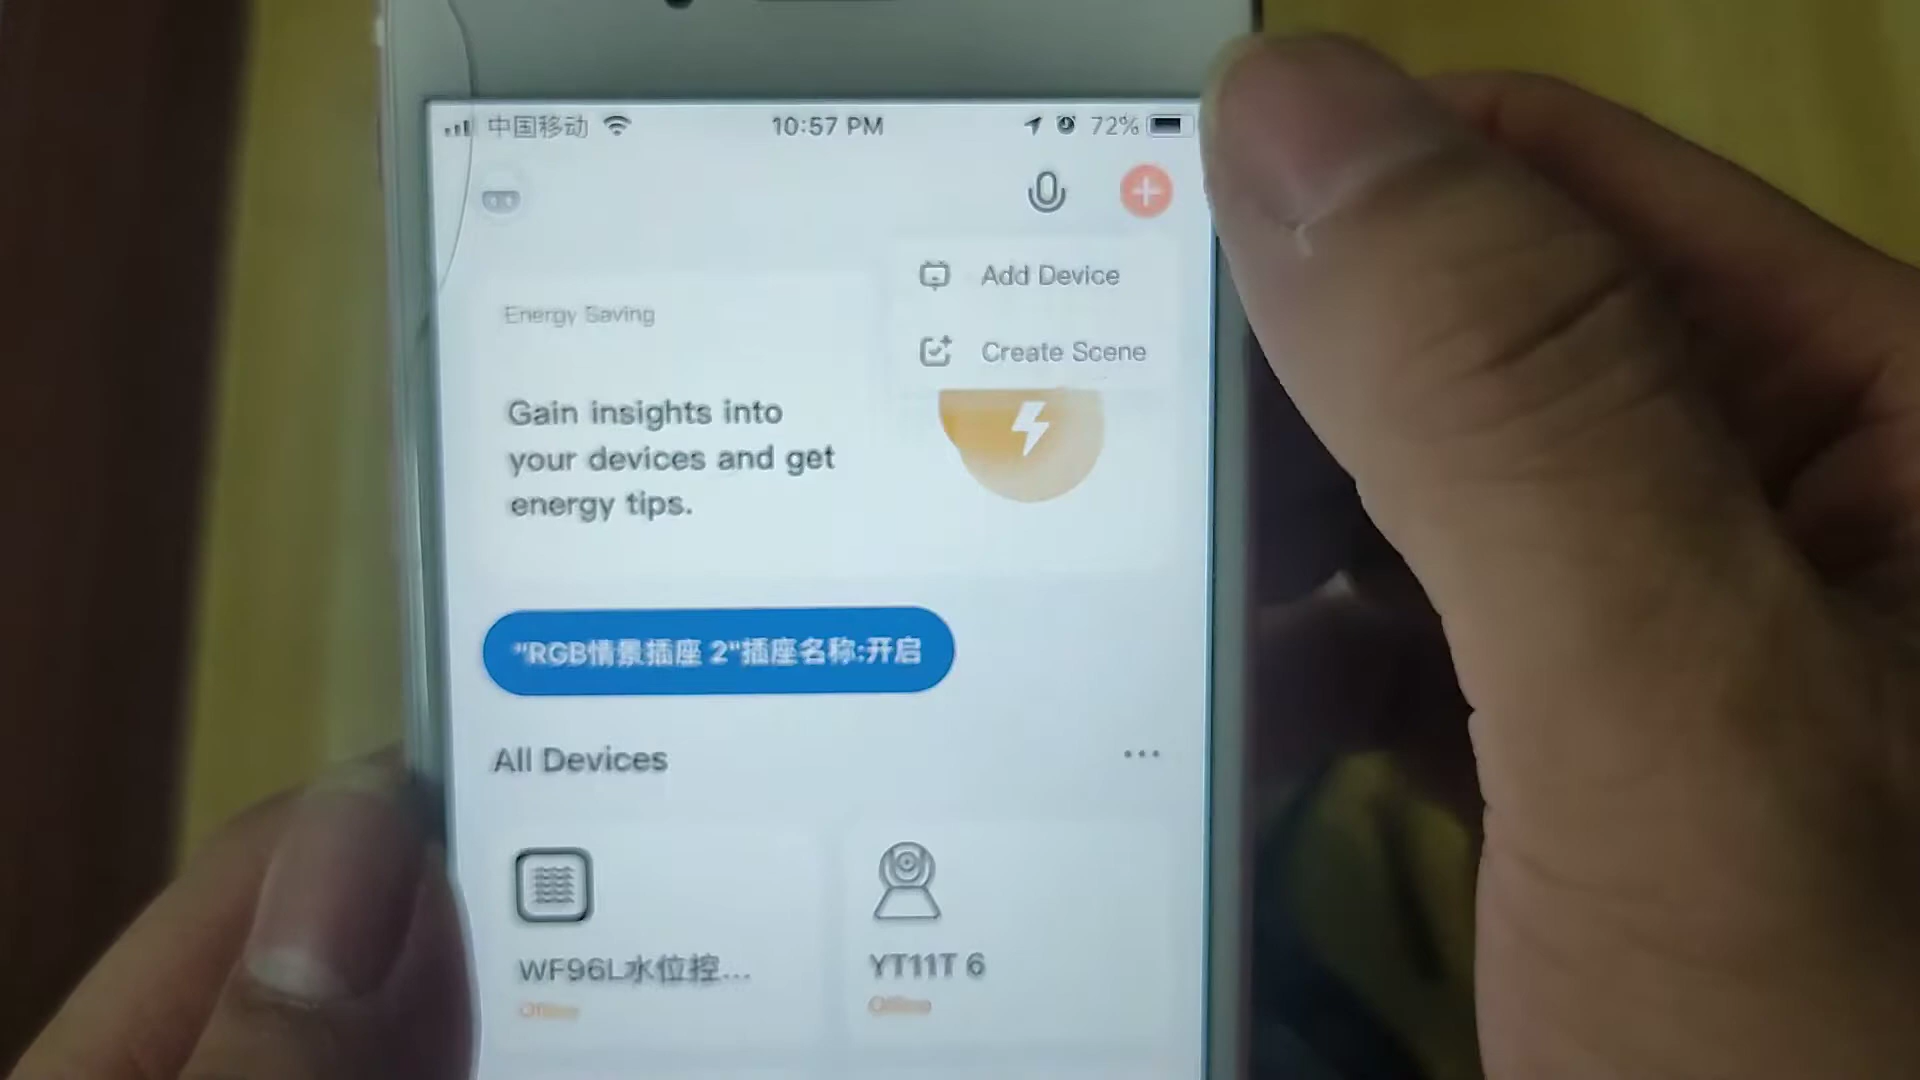 中国移动
10:57 PM
72%
Add Device
Energy Saving
Create Scene
Gain insights into
your devices and get
energy tips.
"RGB情景插座 2"插座名称:开启
All Devices
WF96L水位控...
YT11T 6
Offline
Offline